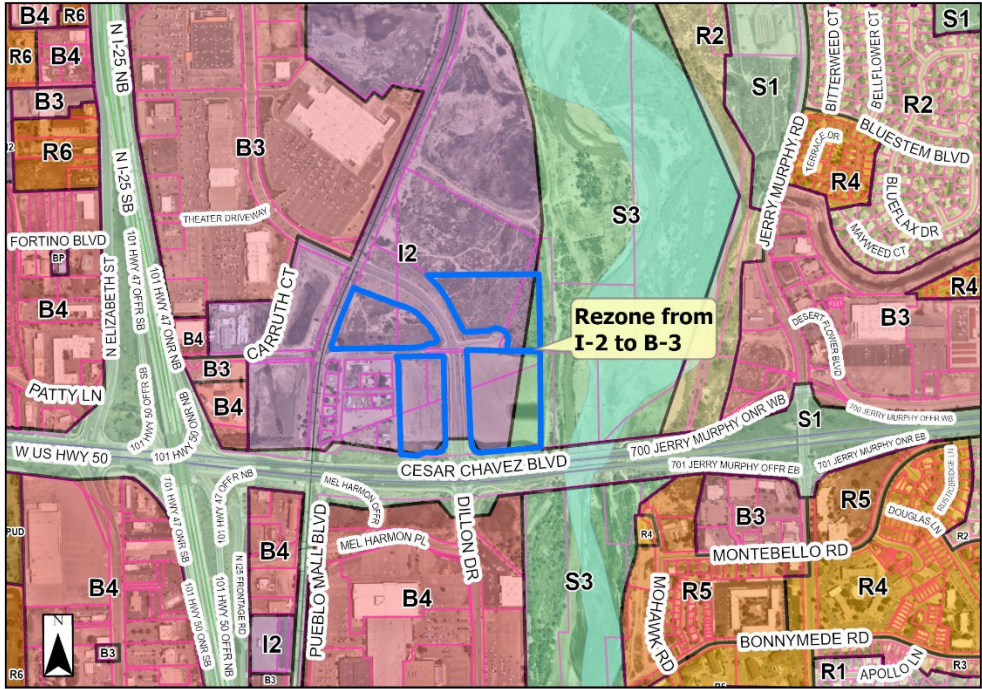 B4
R6
S1
R2
R6
B4
N I-25 NB
BITTERWEED CT
BELLFLOWER CT
S1
R2
B3
BLUESTEM BLVD
R6
B3
JERRY MURPHY RD
TERRACE DR
R4
N I-25 SB
BLUEFLAX DR
THEATER DRIVEWAY
S3
MAYWEED CT
FORTINO BLVD
BP
N ELIZABETH ST
101 HWY 47 OFFR SB
101 HWY 47 ONR NB
I2
R4
B4
CARRUTH CT
Rezone from
I-2 to B-3
B3
DESERT FLOWER BLVD
B4
B3
PATTY LN
B4
101 HWY 50 OFFR SB
101 HWY 50 ONR NB
S1
700 JERRY MURPHY ONR WB
700 JERRY MURPHY OFFR WB
W US HWY 50
CESAR CHAVEZ BLVD
701 JERRY MURPHY OFFR EB
701 JERRY MURPHY ONR EB
101 HWY 47 ONR SB
101 HWY 47 OFFR NB
MEL HARMON OFFR
DILLON DR
R5
RUSTICBRIDGE LN
DOUGLAS LN
PUD
B4
MEL HARMON PL
R4
B3
R2
MONTEBELLO RD
B4
N I25 FRONTAGE RD
PUEBLO MALL BLVD
B4
S3
MOHAWK RD
R5
R4
N
101 HWY 50 ONR SB
101 HWY 50 OFFR NB
I2
BONNYMEDE RD
B3
R6
B3
R5
R1
APOLLO LN
R3